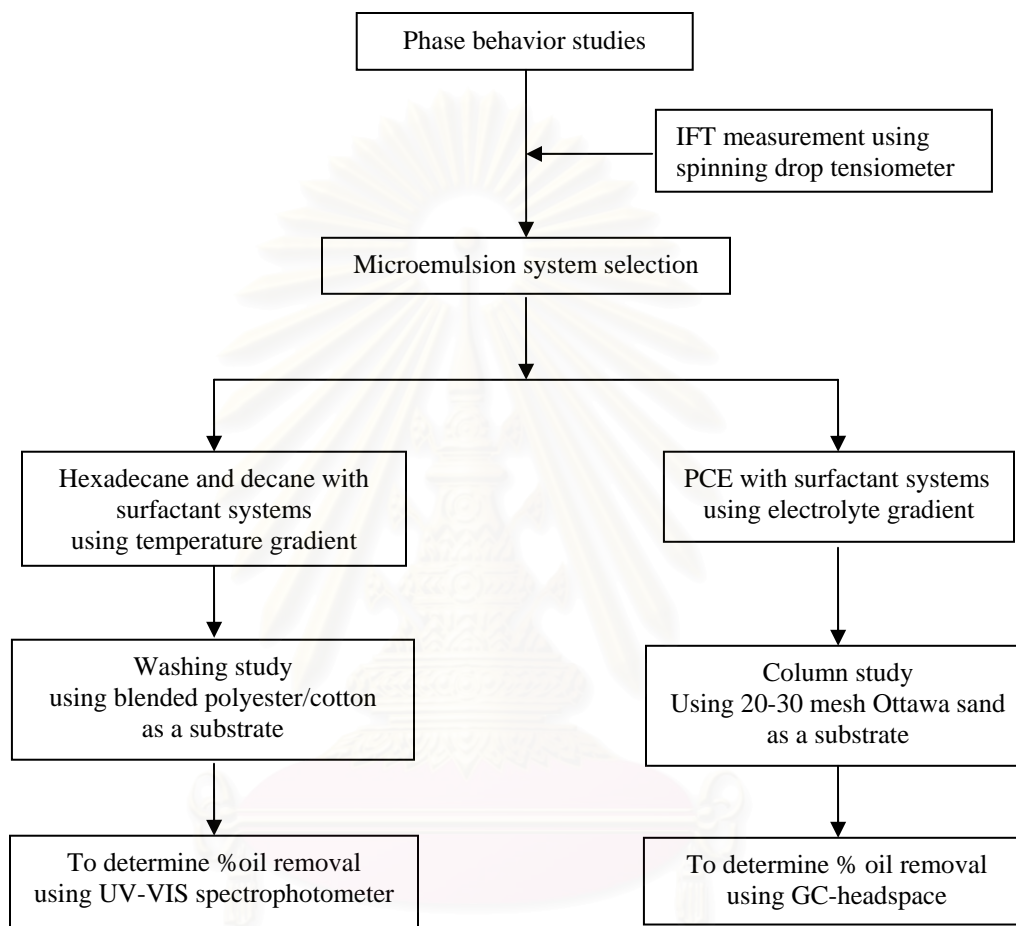 Phase behavior studies
IFT measurement using
spinning drop tensiometer
Microemulsion system selection
Hexadecane and decane with
surfactant systems
using temperature gradient
PCE with surfactant systems
using electrolyte gradient
Washing study
using blended polyester/cotton
as a substrate
Column study
Using 20-30 mesh Ottawa sand
as a substrate
To determine %oil removal
using UV-VIS spectrophotometer
To determine % oil removal
using GC-headspace